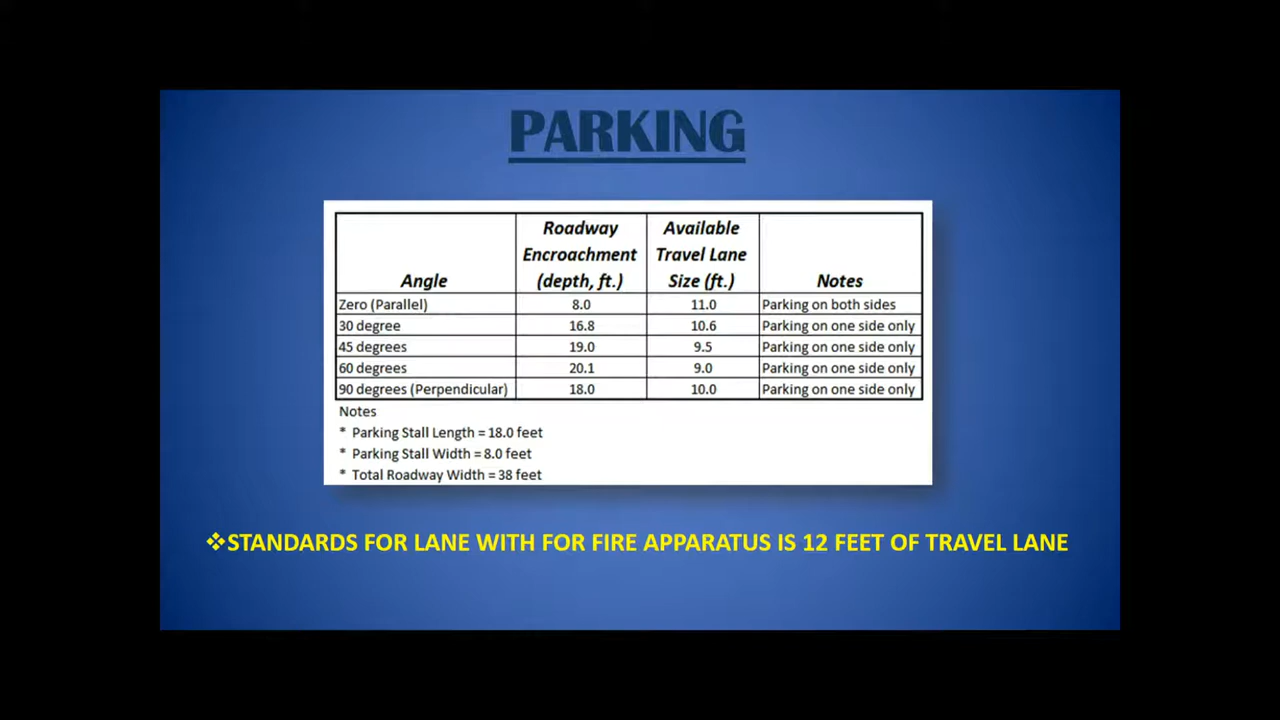 PARKING
Angle Roadway Encroachment (depth, ft.) Available Travel Lane Size (ft.) Notes
Zero (Parallel) 8.0 11.0 Parking on both sides
30 degree 16.8 10.6 Parking on one side only
45 degrees 19.0 9.5 Parking on one side only
60 degrees 20.1 9.0 Parking on one side only
90 degrees (Perpendicular) 18.0 10.0 Parking on one side only
Notes
* Parking Stall Length = 18.0 feet
* Parking Stall Width = 8.0 feet
* Total Roadway Width = 38 feet
❖STANDARDS FOR LANE WITH FOR FIRE APPARATUS IS 12 FEET OF TRAVEL LANE